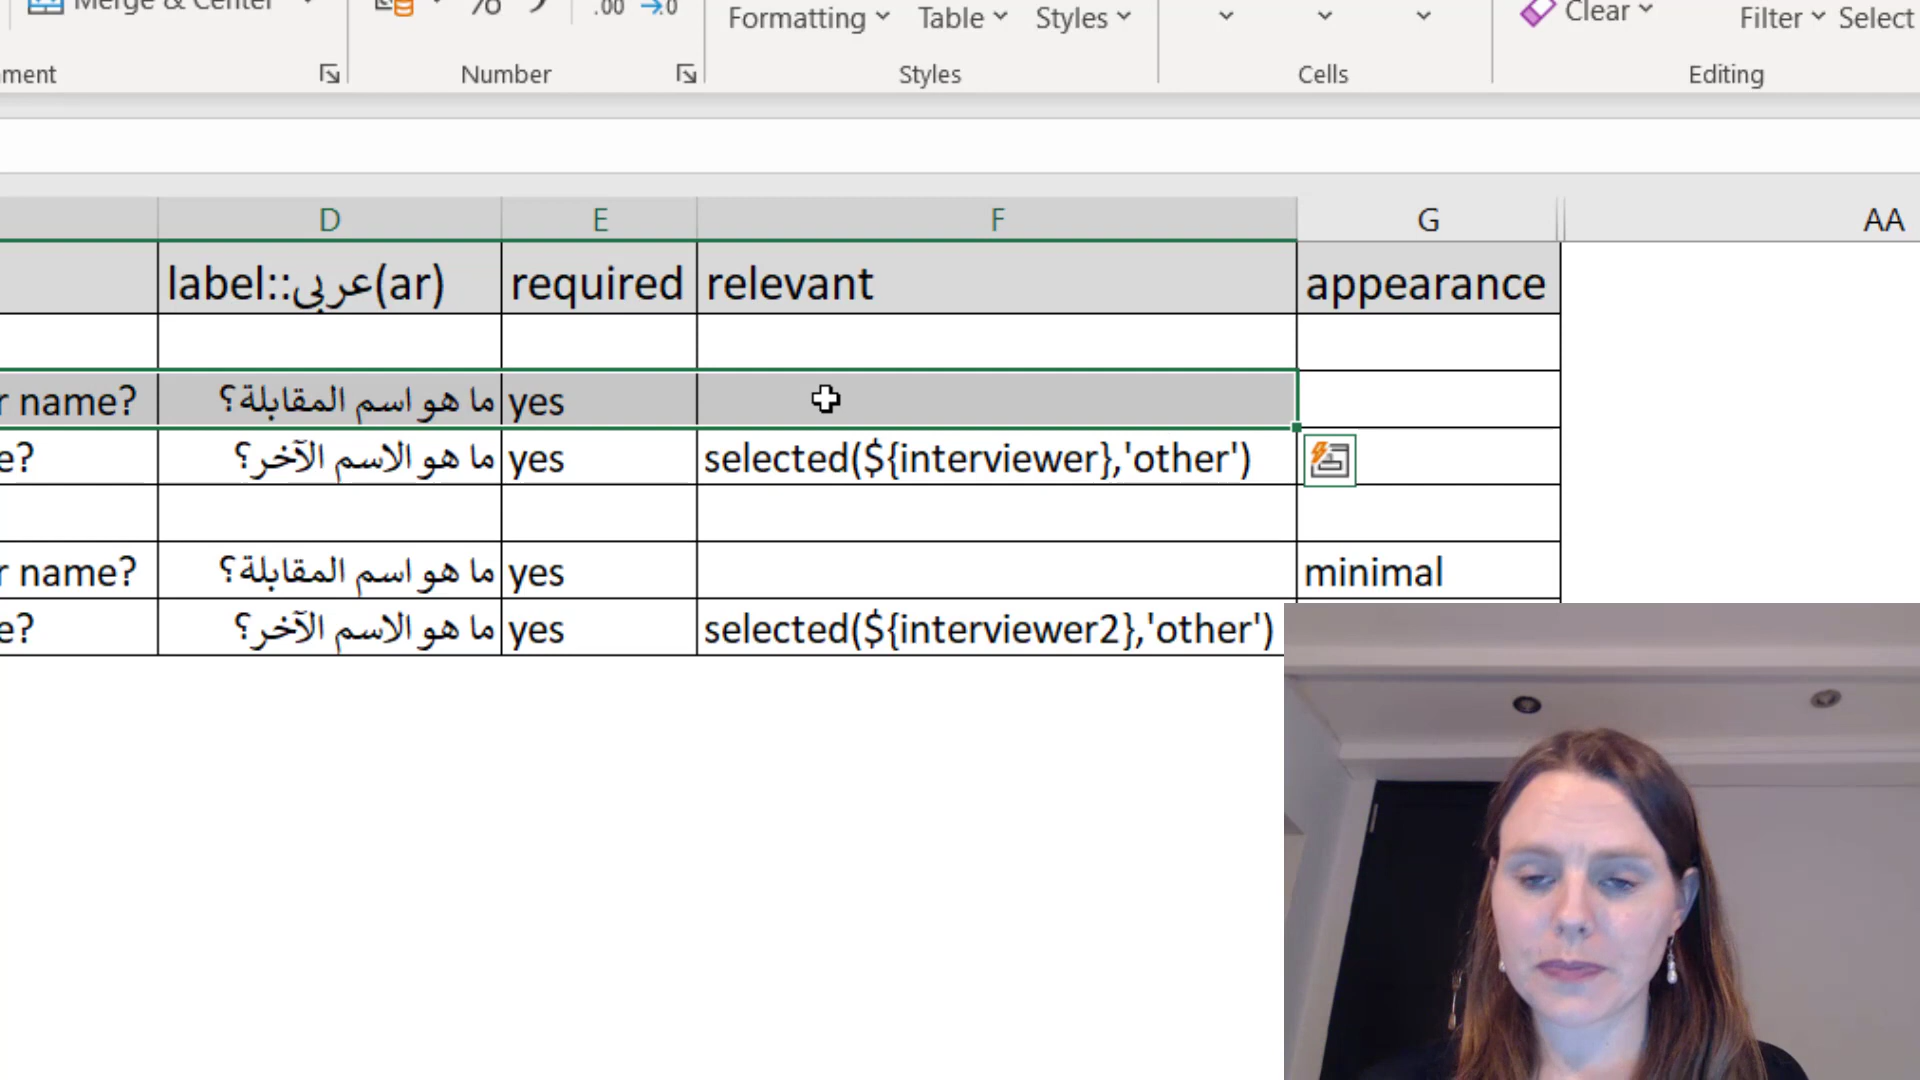 Merge & Center
% .00 .0
Formatting Table Styles Clear Filter Select
Number Styles Cells Editing
D E F G AA
label::عربي(ar) required relevant appearance
r name? ما هو اسم المقابلة؟ yes
e? ما هو الاسم الآخر؟ yes selected(${interviewer},'other')
r name? ما هو اسم المقابلة؟ yes minimal
e? ما هو الاسم الآخر؟ yes selected(${interviewer2},'other')